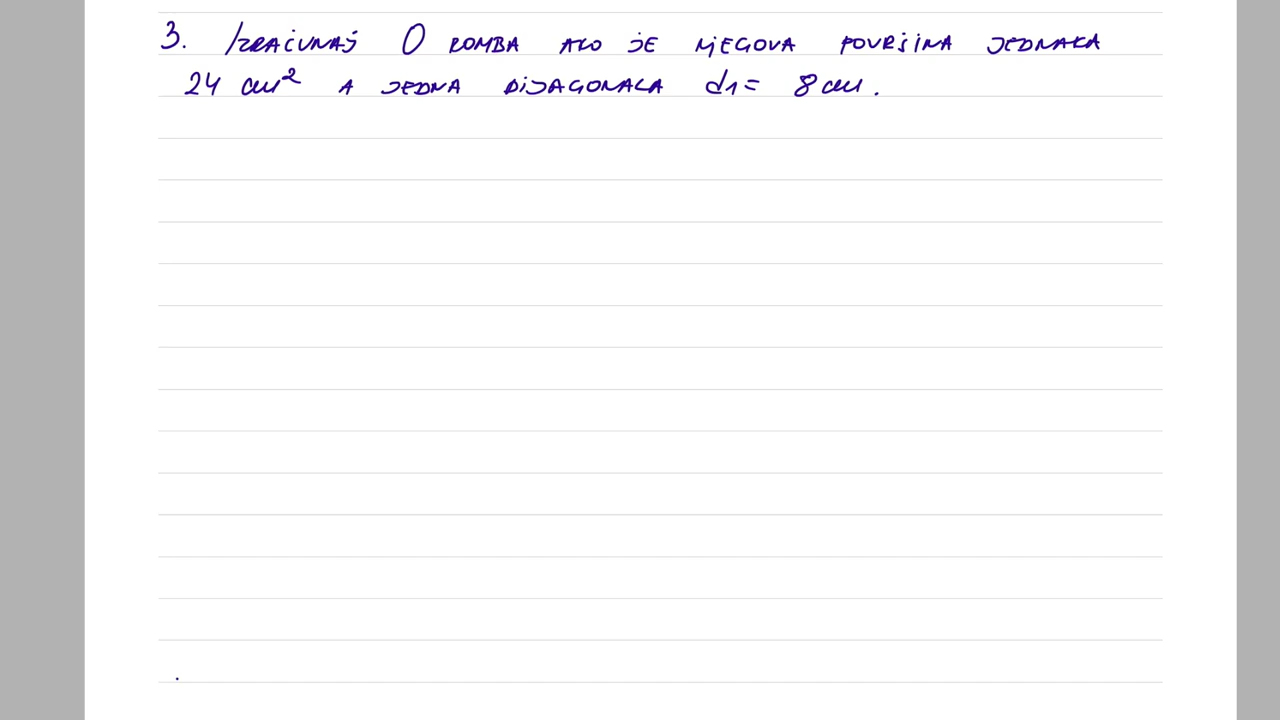 3. IZRAČUNAJ O ROMBA AKO JE NJEGOVA POVRŠINA JEDNAKA
24 cm² A JEDNA DIJAGONALA d1 = 8 cm.